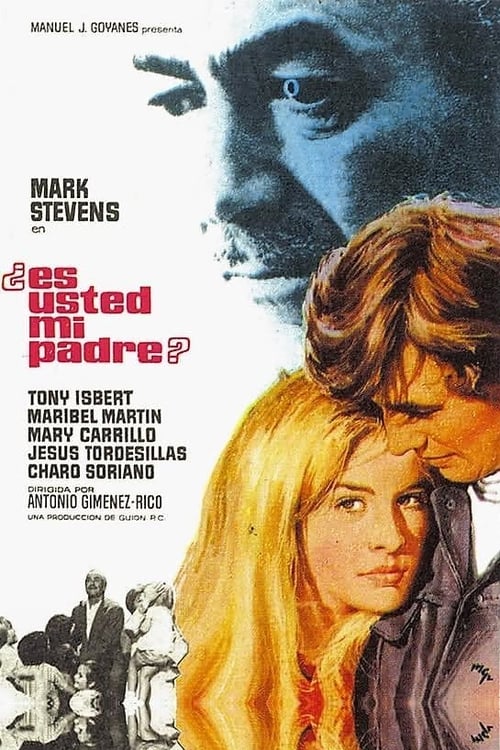 MANUEL J. GOYANES presenta
MARK
STEVENS
en
¿es
usted
mi
padre?
TONY ISBERT
MARIBEL MARTIN
MARY CARRILLO
JESUS TORDESILLAS
CHARO SORIANO
DIRIGIDA POR
ANTONIO GIMENEZ-RICO
UNA PRODUCCION DE GUION P.C.